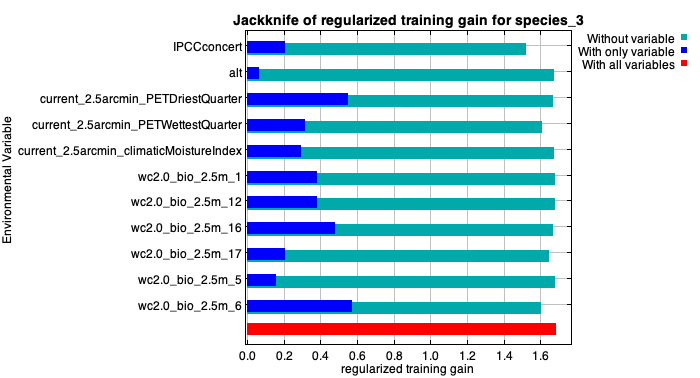 Jackknife of regularized training gain for species_3
Without variable
With only variable
With all variables
Environmental Variable
IPCCconcert
alt
current_2.5arcmin_PETDriestQuarter
current_2.5arcmin_PETWettestQuarter
current_2.5arcmin_climaticMoistureIndex
wc2.0_bio_2.5m_1
wc2.0_bio_2.5m_12
wc2.0_bio_2.5m_16
wc2.0_bio_2.5m_17
wc2.0_bio_2.5m_5
wc2.0_bio_2.5m_6
0.0 0.2 0.4 0.6 0.8 1.0 1.2 1.4 1.6
regularized training gain